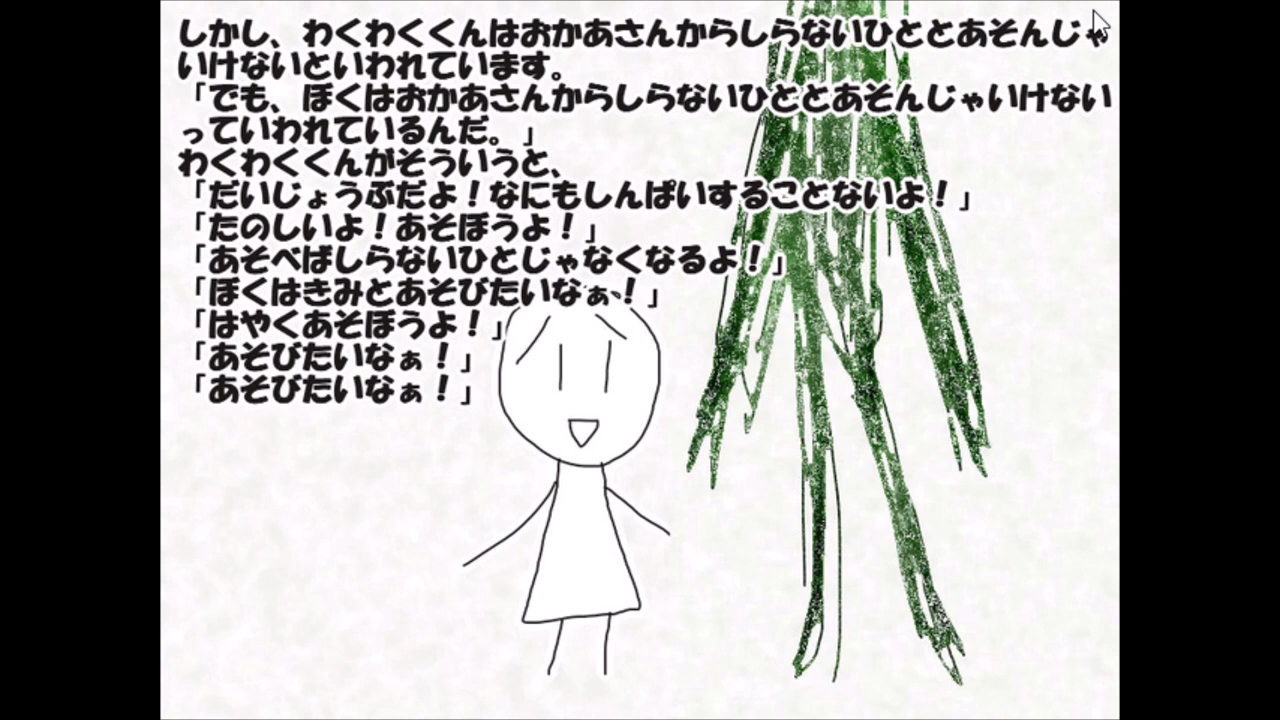 しかし、わくわくくんはおかあさんからしらないひととあそんじゃ
いけないといわれています。
「でも、ぼくはおかあさんからしらないひととあそんじゃいけない
っていわれているんだ。」
わくわくくんがそういうと、
「だいじょうぶだよ！なにもしんぱいすることないよ！」
「たのしいよ！あそぼうよ！」
「あそべばしらないひとじゃなくなるよ！」
「ぼくはきみとあそびたいなぁ！」
「はやくあそぼうよ！」
「あそびたいなぁ！」
「あそびたいなぁ！」